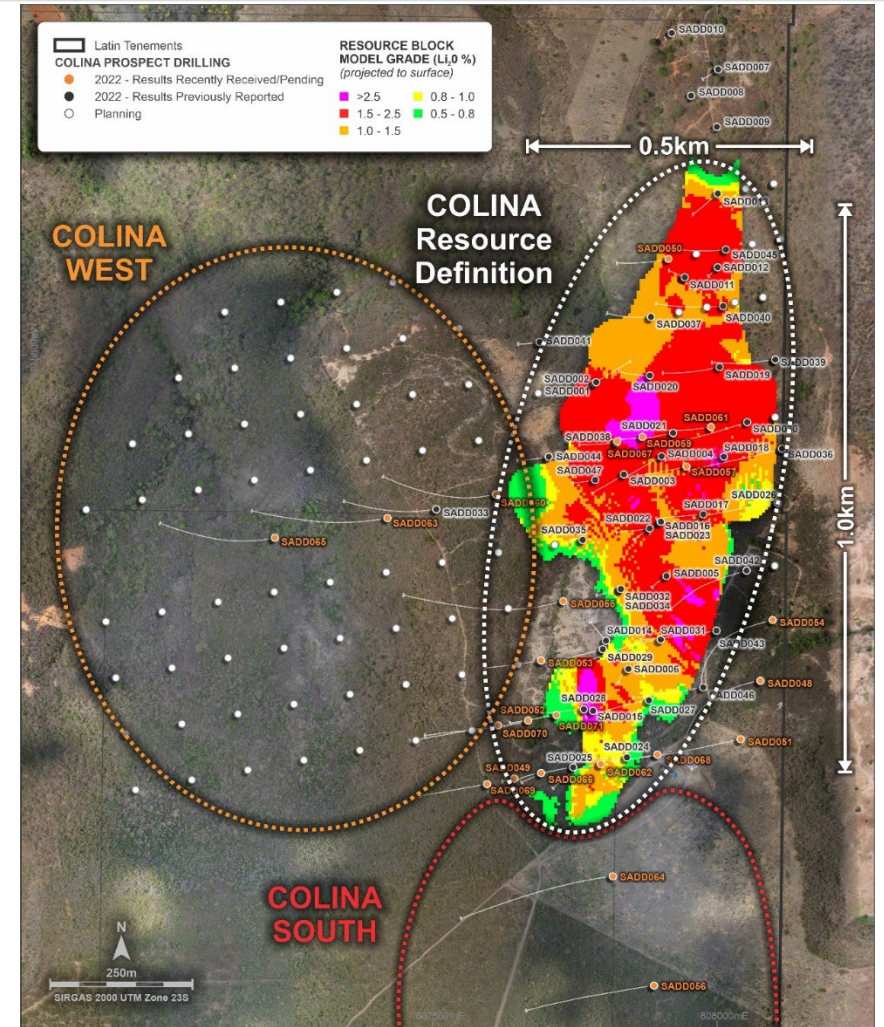 Latin Tenements
COLINA PROSPECT DRILLING
2022 - Results Recently Received/Pending
2022 - Results Previously Reported
Planning
RESOURCE BLOCK
MODEL GRADE (Li₂0 %)
(projected to surface)
>2.5
1.5 - 2.5
1.0 - 1.5
0.8 - 1.0
0.5 - 0.8
SADD010
SADD007
SADD008
SADD009
0.5km
COLINA
WEST
COLINA
Resource
Definition
SADD013
SADD050
SADD045
SADD012
SADD011
SADD040
SADD037
SADD041
SADD039
SADD002
SADD001
SADD020
SADD019
SADD061
SADD021
SADD038
SADD059
SADD067
SADD036
SADD044
SADD004
SADD018
SADD057
SADD047
SADD003
SADD026
SADD033
SADD063
SADD017
SADD022
SADD016
SADD023
SADD065
SADD035
1.0km
SADD042
SADD005
SADD032
SADD034
SADD055
SADD054
SADD014
SADD031
SADD043
SADD029
SADD053
SADD006
SADD048
SADD046
SADD028
SADD052
SADD015
SADD027
SADD070
SADD071
SADD051
SADD024
SADD025
SADD068
SADD049
SADD066
SADD062
SADD069
COLINA
SOUTH
SADD064
SADD056
N
250m
SIRGAS 2000 UTM Zone 23S
808000mE